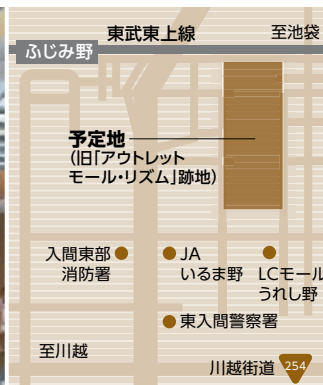 東武東上線
至池袋
ふじみ野
予定地
(旧「アウトレット
モール・リズム」跡地)
入間東部
消防署
JA
いるま野
LCモール
うれし野
東入間警察署
至川越
川越街道
254